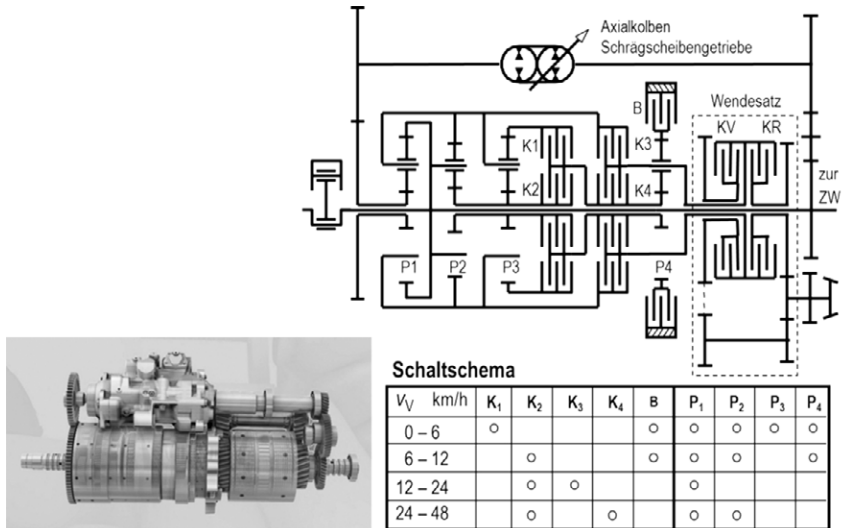 Axialkolben
Schrägscheibengetriebe
B
Wendesatz
KV KR
K1
K3
K2
K4
zur
ZW
P1 P2 P3 P4
Schaltschema
V_V km/h K₁ K₂ K₃ K₄ B P₁ P₂ P₃ P₄
0 – 6 ○ ○ ○ ○ ○ ○
6 – 12 ○ ○ ○ ○ ○
12 – 24 ○ ○ ○
24 – 48 ○ ○ ○ ○